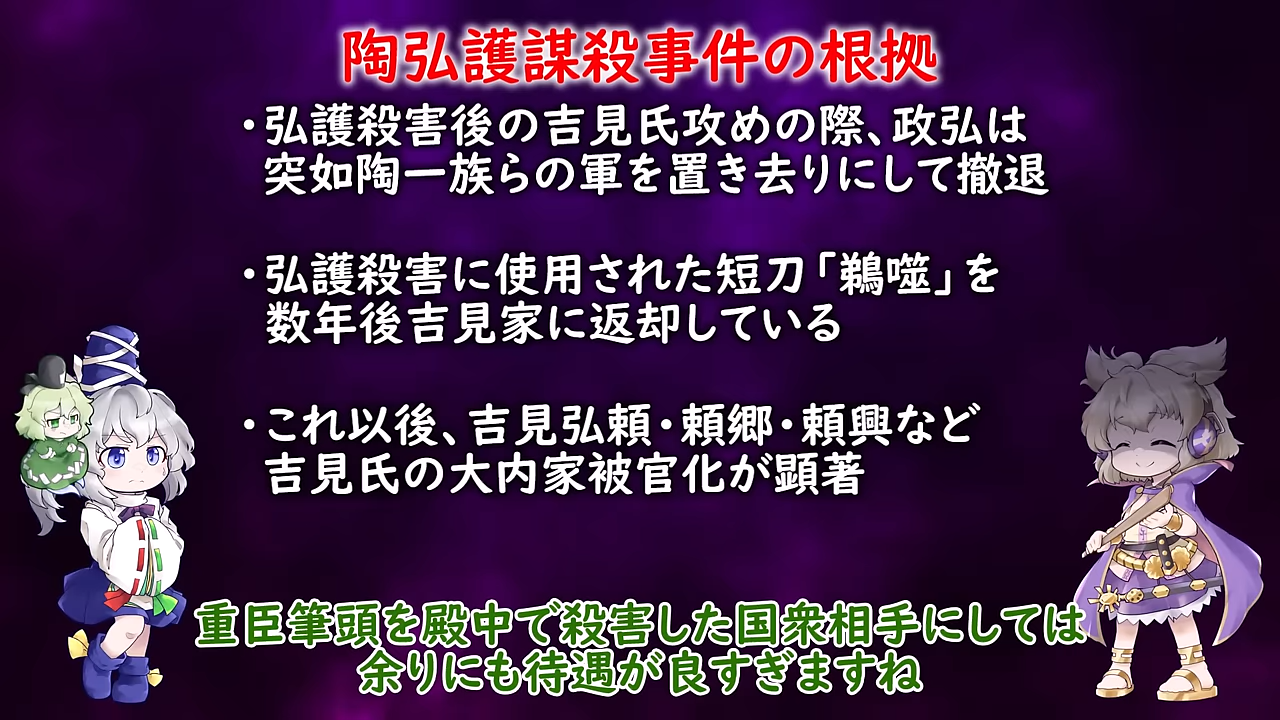 陶弘護謀殺事件の根拠
・弘護殺害後の吉見氏攻めの際、政弘は
突如陶一族らの軍を置き去りにして撤退
・弘護殺害に使用された短刀「鵜噬」を
数年後吉見家に返却している
・これ以後、吉見弘頼・頼郷・頼興など
吉見氏の大内家被官化が顕著
重臣筆頭を殿中で殺害した国衆相手にしては
余りにも待遇が良すぎますね